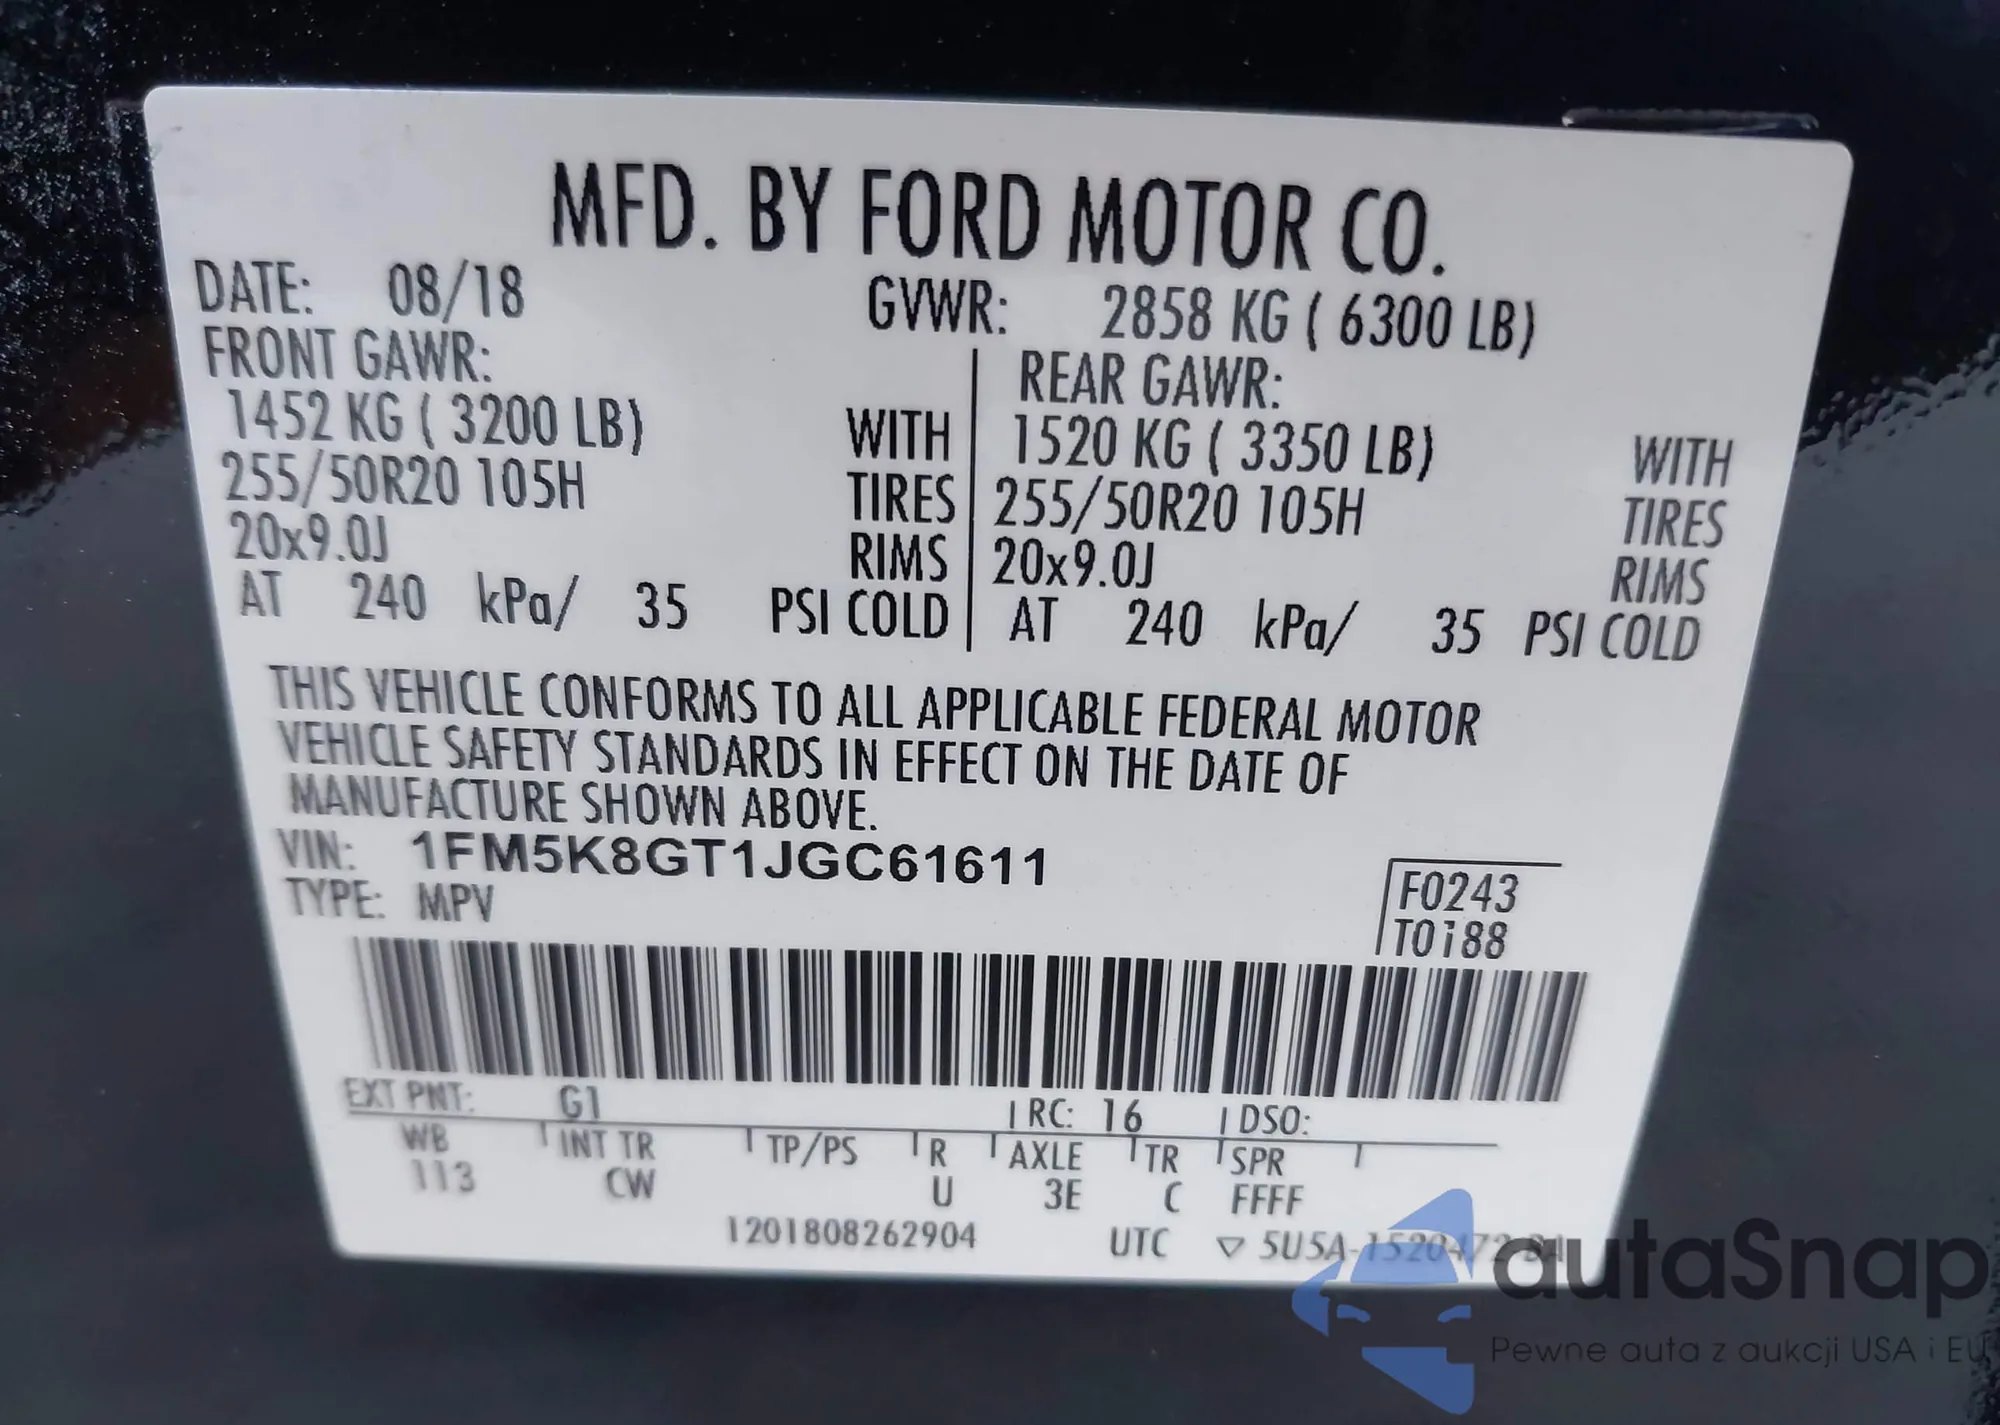 MFD. BY FORD MOTOR CO.
DATE: 08/18 GVWR: 2858 KG ( 6300 LB)
FRONT GAWR: REAR GAWR:
1452 KG ( 3200 LB) WITH 1520 KG ( 3350 LB) WITH
255/50R20 105H TIRES 255/50R20 105H TIRES
20x9.0J RIMS 20x9.0J RIMS
AT 240 kPa/ 35 PSI COLD AT 240 kPa/ 35 PSI COLD
THIS VEHICLE CONFORMS TO ALL APPLICABLE FEDERAL MOTOR
VEHICLE SAFETY STANDARDS IN EFFECT ON THE DATE OF
MANUFACTURE SHOWN ABOVE.
VIN: 1FM5K8GT1JGC61611
TYPE: MPV
F0243
T0188
EXT PNT: G1 RC: 16 DSO:
WB INT TR TP/PS R AXLE TR SPR
113 CW U 3E C FFFF
1201808262904 UTC ▽ 5U5A-1520472-BA
autaSnap
Pewne auta z aukcji USA i EU